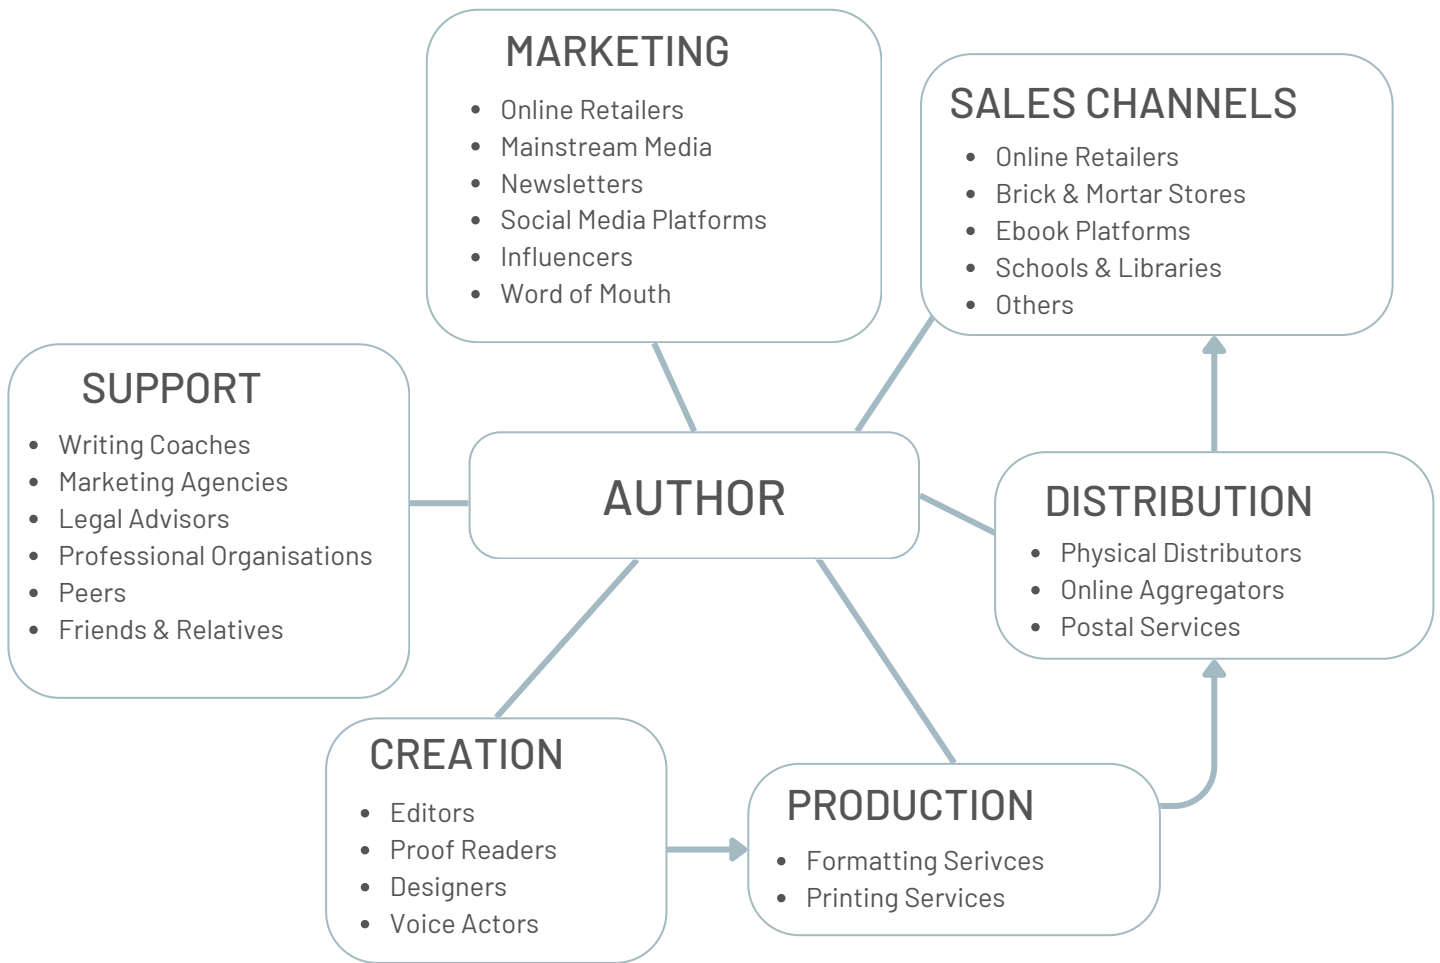 MARKETING
• Online Retailers
• Mainstream Media
• Newsletters
• Social Media Platforms
• Influencers
• Word of Mouth
SALES CHANNELS
• Online Retailers
• Brick & Mortar Stores
• Ebook Platforms
• Schools & Libraries
• Others
SUPPORT
• Writing Coaches
• Marketing Agencies
• Legal Advisors
• Professional Organisations
• Peers
• Friends & Relatives
AUTHOR
DISTRIBUTION
• Physical Distributors
• Online Aggregators
• Postal Services
CREATION
• Editors
• Proof Readers
• Designers
• Voice Actors
PRODUCTION
• Formatting Serivces
• Printing Services